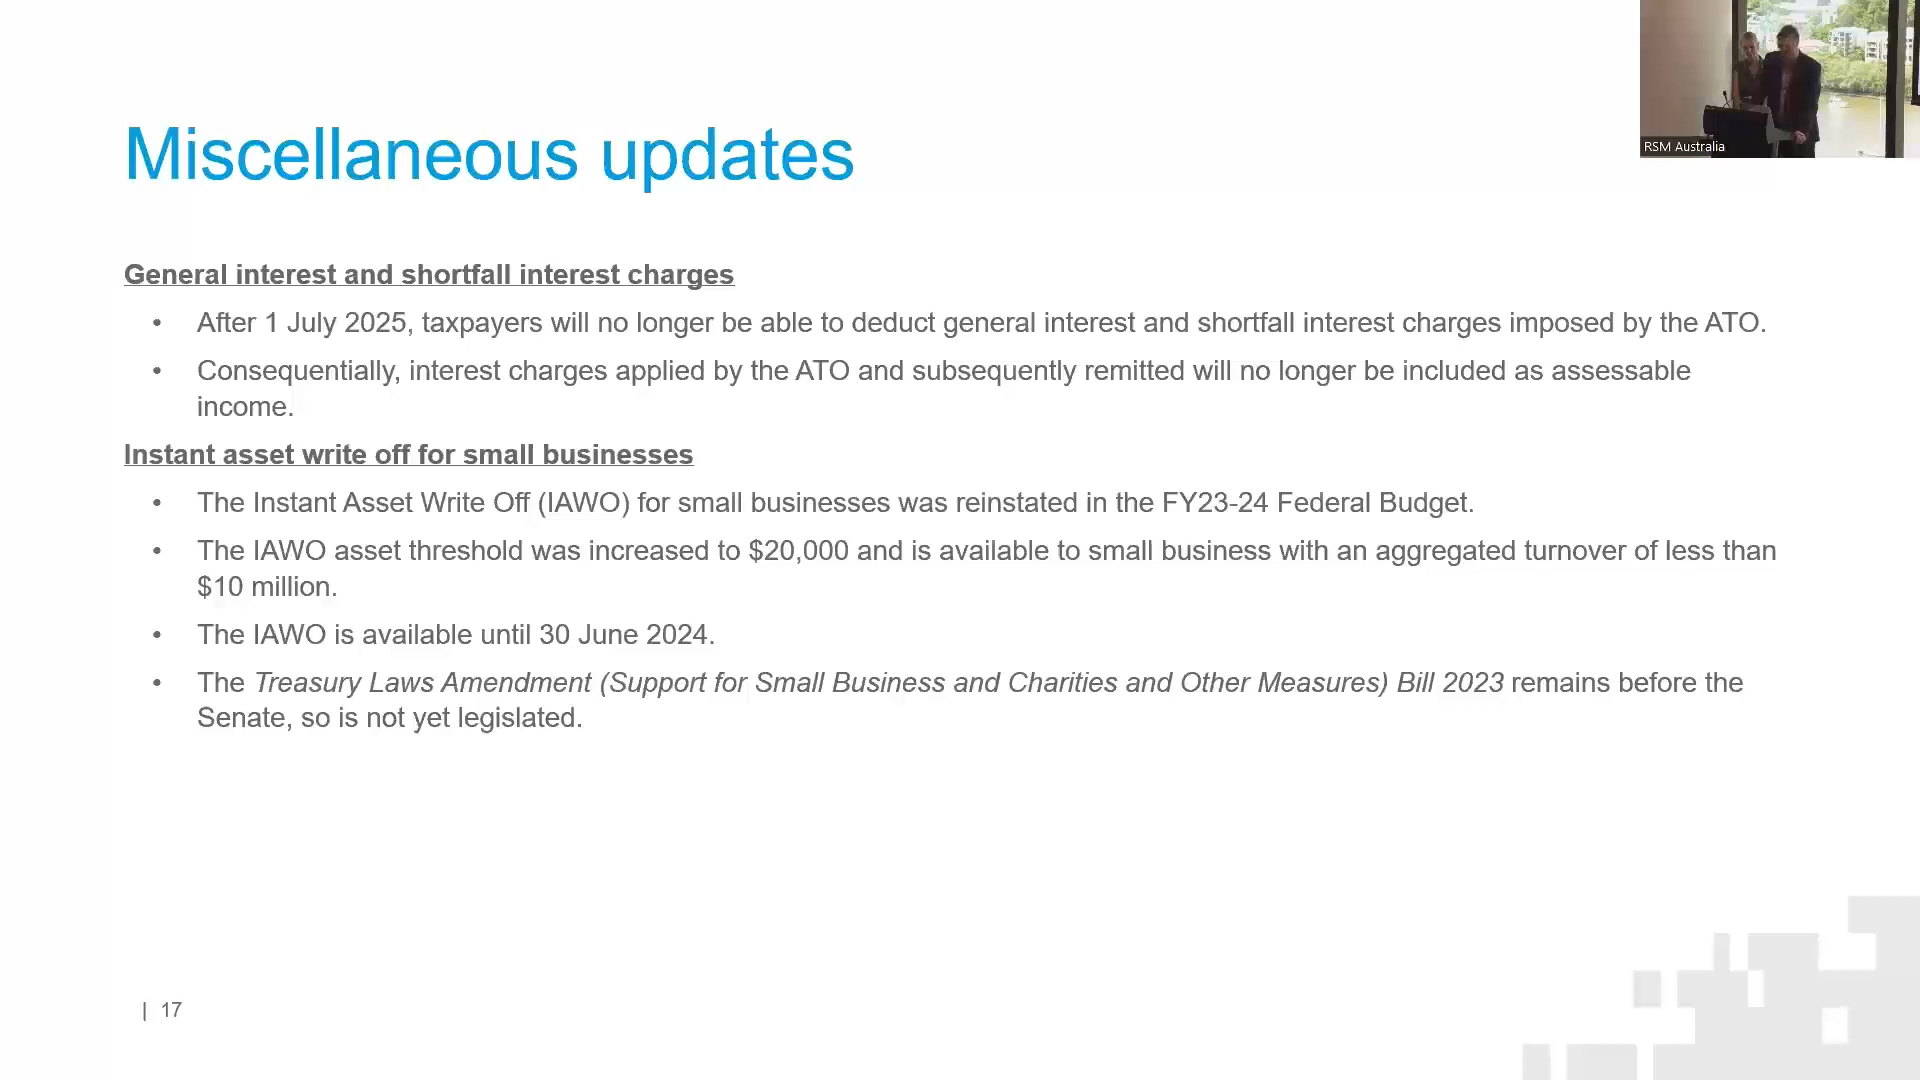 RSM Australia
Miscellaneous updates
General interest and shortfall interest charges
• After 1 July 2025, taxpayers will no longer be able to deduct general interest and shortfall interest charges imposed by the ATO.
• Consequentially, interest charges applied by the ATO and subsequently remitted will no longer be included as assessable
income.
Instant asset write off for small businesses
• The Instant Asset Write Off (IAWO) for small businesses was reinstated in the FY23-24 Federal Budget.
• The IAWO asset threshold was increased to $20,000 and is available to small business with an aggregated turnover of less than
$10 million.
• The IAWO is available until 30 June 2024.
• The Treasury Laws Amendment (Support for Small Business and Charities and Other Measures) Bill 2023 remains before the
Senate, so is not yet legislated.
| 17